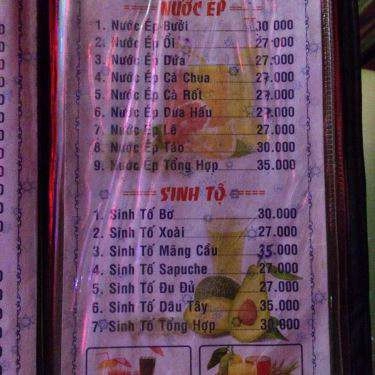 NƯỚC ÉP
1. Nước Ép Bưởi 30.000
2. Nước Ép Ổi 27.000
3. Nước Ép Dứa 27.000
4. Nước Ép Cà Chua 27.000
5. Nước Ép Cà Rốt 27.000
6. Nước Ép Dưa Hấu 27.000
7. Nước Ép Lê 27.000
8. Nước Ép Táo 30.000
9. Nước Ép Tổng Hợp 35.000
SINH TỘ
1. Sinh Tố Bơ 30.000
2. Sinh Tố Xoài 27.000
3. Sinh Tố Mãng Cầu 35.000
4. Sinh Tố Sapuche 27.000
5. Sinh Tố Đu Đủ 27.000
6. Sinh Tố Dâu Tây 35.000
7. Sinh Tố Tổng Hợp 30.000